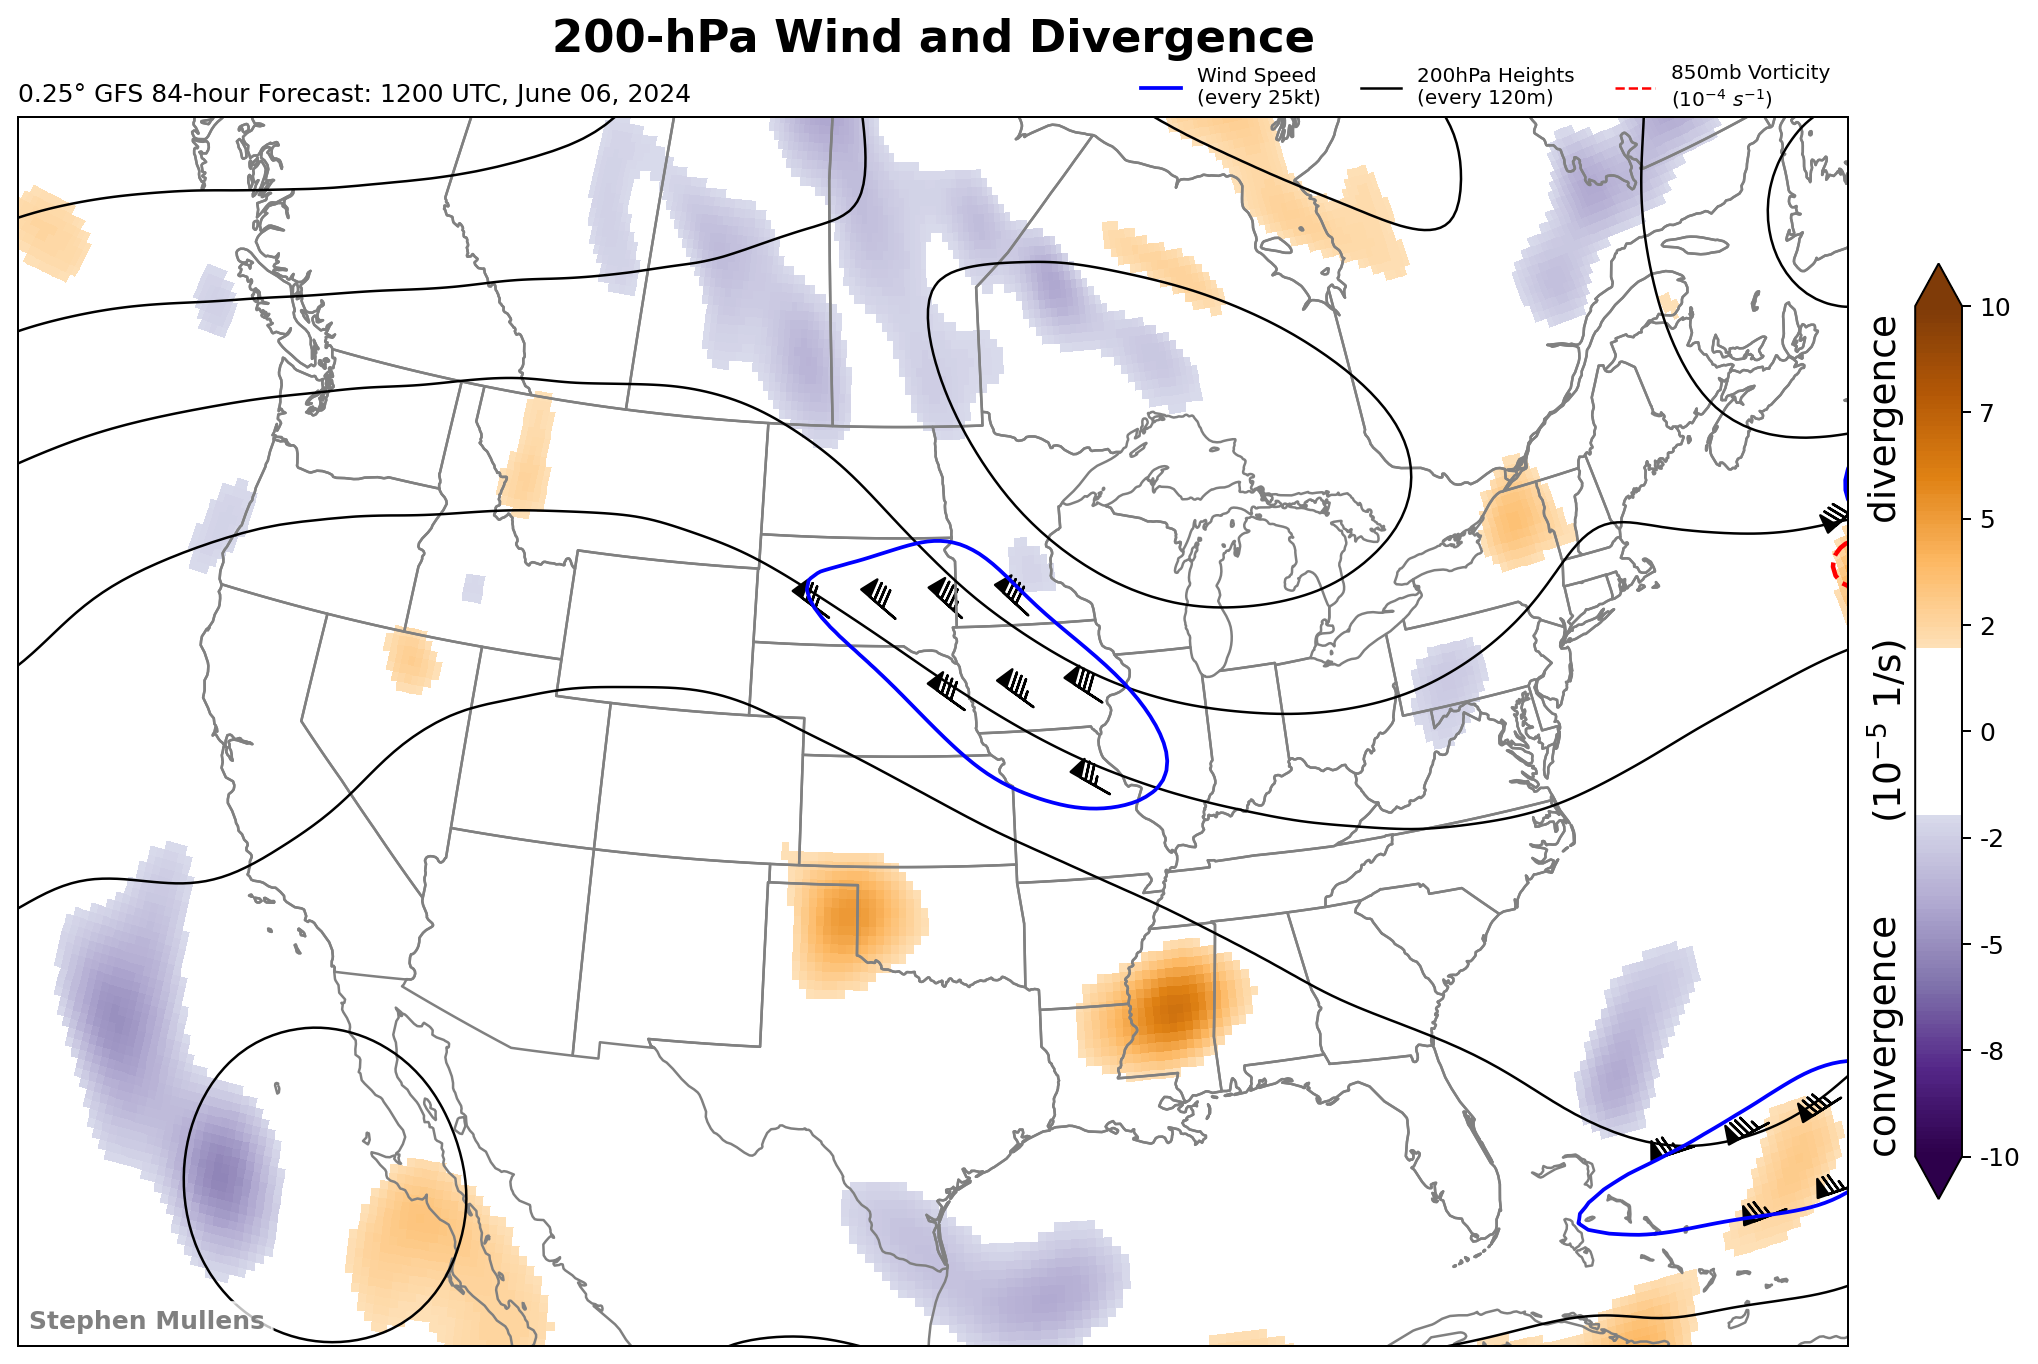 200-hPa Wind and Divergence
0.25° GFS 84-hour Forecast: 1200 UTC, June 06, 2024
Wind Speed
(every 25kt)
200hPa Heights
(every 120m)
850mb Vorticity
(10⁻⁴ s⁻¹)
10
7
5
2
0
-2
-5
-8
-10
convergence (10⁻⁵ 1/s) divergence
Stephen Mullens